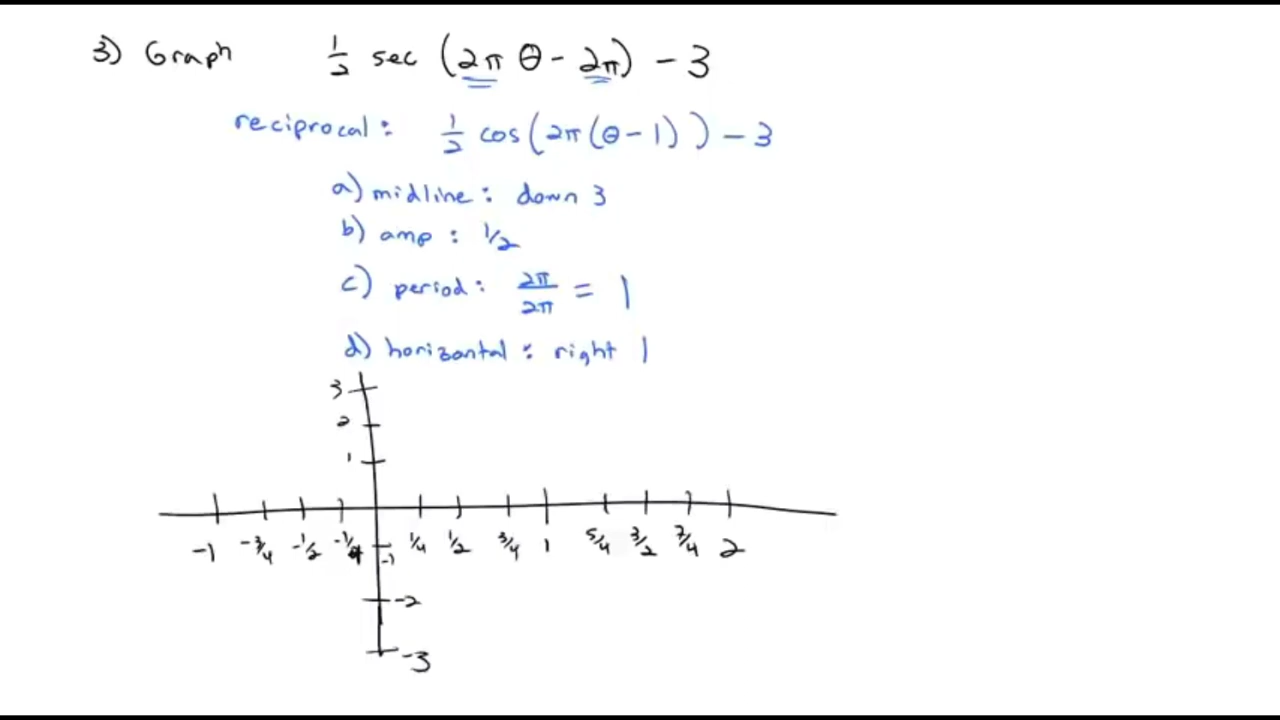 3) Graph ½ sec (2π θ - 2π) - 3
reciprocal: ½ cos(2π(θ - 1)) - 3
a) midline: down 3
b) amp: 1/2
c) period: 2π/2π = 1
d) horizontal: right 1
3
2
1
-1 -3/4 -1/2 -1/4 1/4 1/2 3/4 1 5/4 3/2 7/4 2
-1
-2
-3